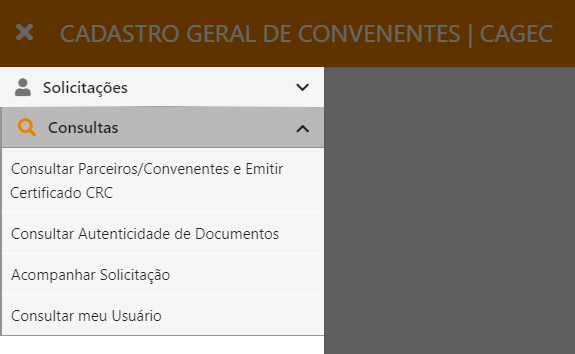 CADASTRO GERAL DE CONVENENTES | CAGEC
Solicitações
Consultas
Consultar Parceiros/Convenentes e Emitir
Certificado CRC
Consultar Autenticidade de Documentos
Acompanhar Solicitação
Consultar meu Usuário